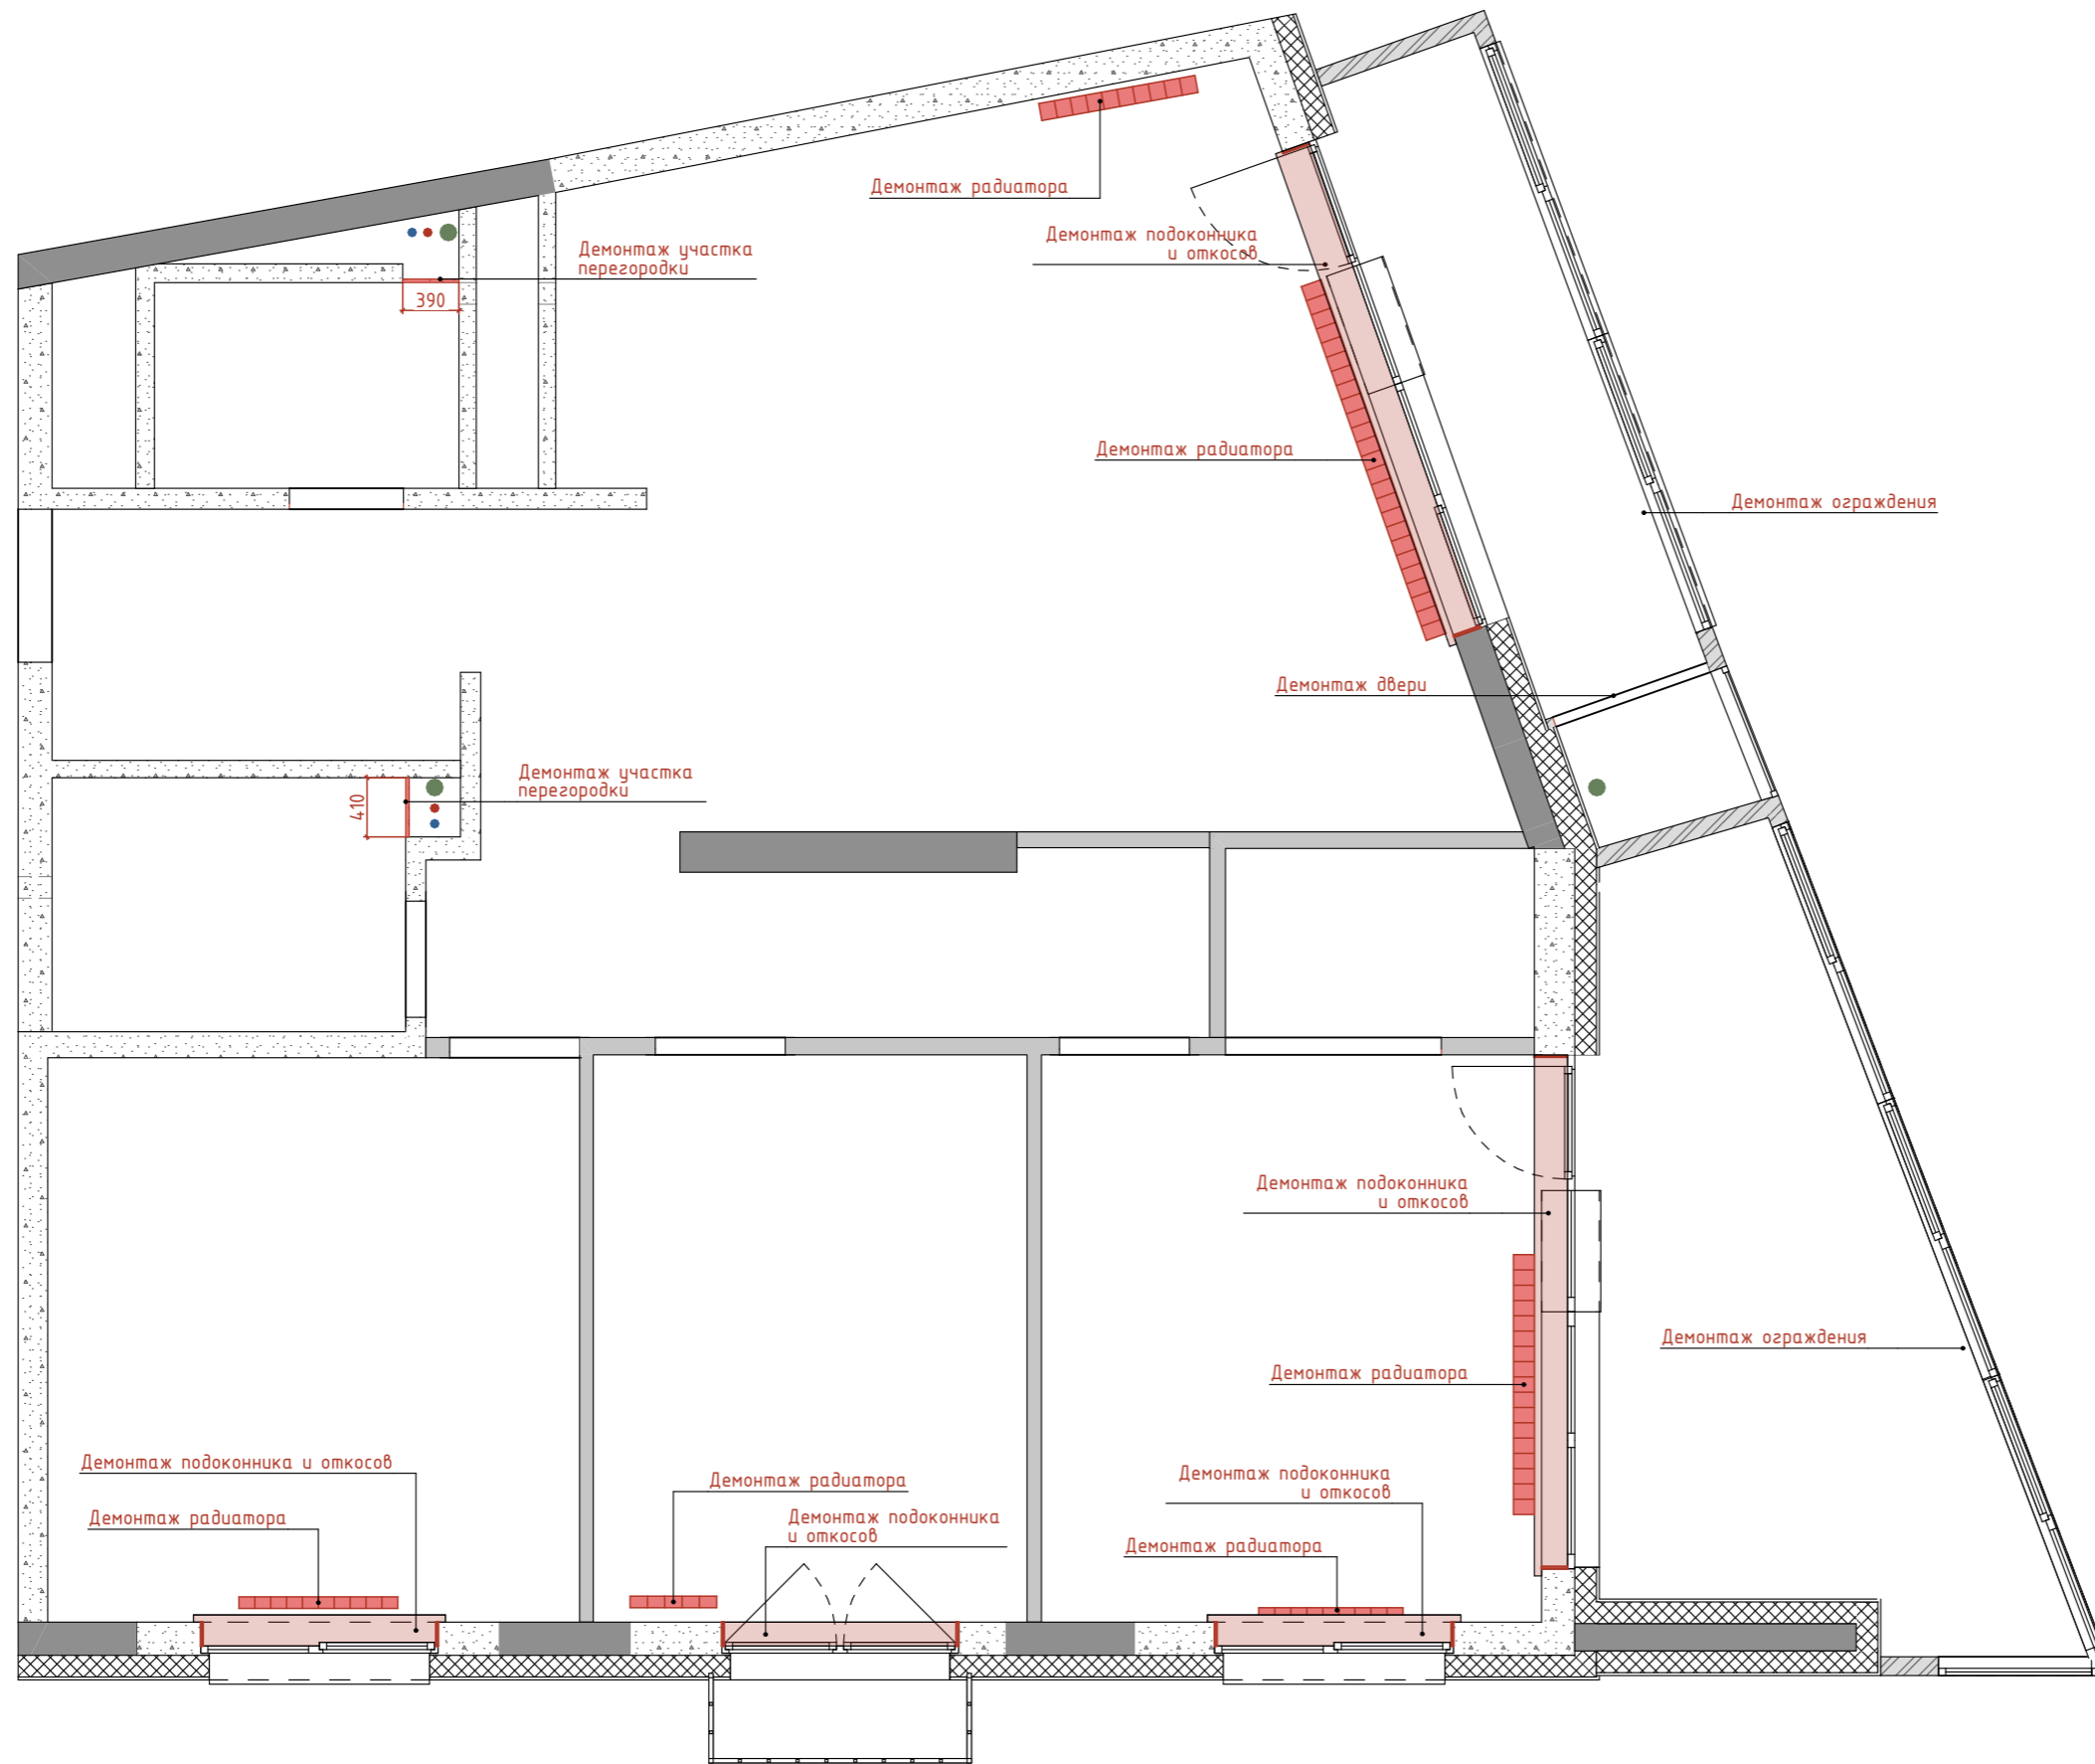 Демонтаж радиатора
Демонтаж подоконника
и откосов
Демонтаж участка
перегородки
390
Демонтаж радиатора
Демонтаж ограждения
Демонтаж двери
Демонтаж участка
перегородки
410
Демонтаж подоконника
и откосов
Демонтаж ограждения
Демонтаж радиатора
Демонтаж подоконника и откосов
Демонтаж радиатора
Демонтаж радиатора
Демонтаж подоконника
и откосов
Демонтаж подоконника
и откосов
Демонтаж радиатора